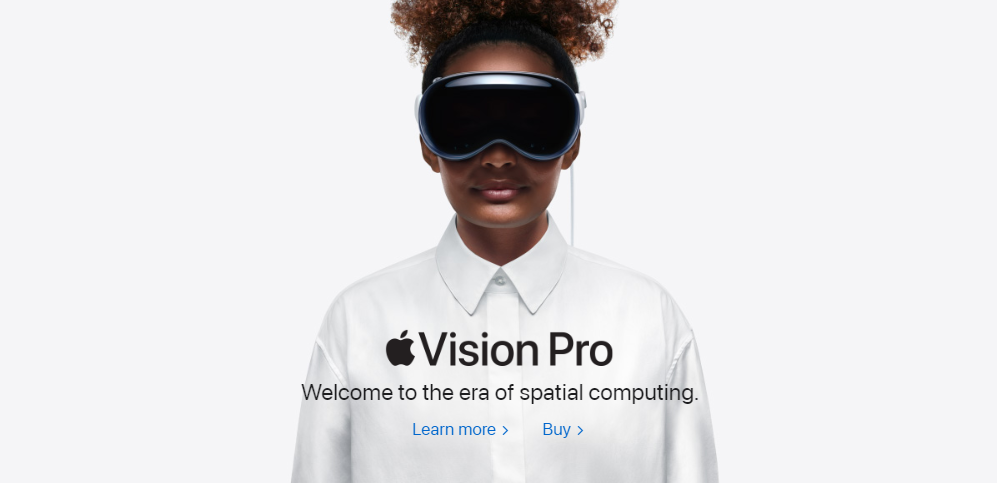 Vision Pro
Welcome to the era of spatial computing.
Learn more >
Buy >